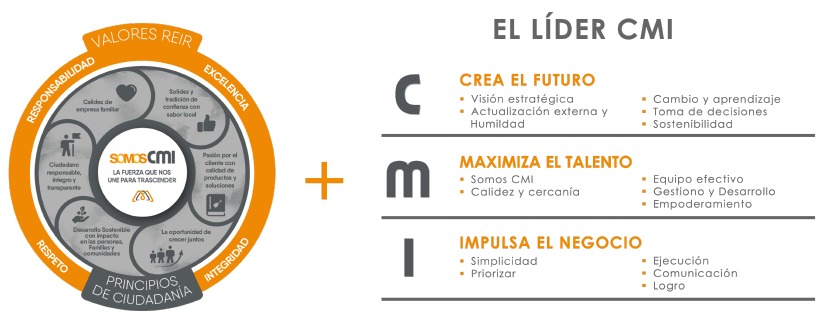 VALORES REIR
RESPONSABILIDAD
EXCELENCIA
RESPETO
INTEGRIDAD
PRINCIPIOS
DE CIUDADANÍA
Calidez de
empresa familiar
Solidez y
tradición de
confianza con
sabor local
Ciudadano
responsable,
íntegro y
transparente
Pasión por el
cliente con
calidad de
productos y
soluciones
Desarrollo Sostenible
con impacto
en las personas,
Familias y
comunidades
La oportunidad de
crecer juntos
SOMOSCMI
LA FUERZA QUE NOS
UNE PARA TRASCENDER
+
EL LÍDER CMI
C
CREA EL FUTURO
Visión estratégica
Actualización externa y
Humildad
Cambio y aprendizaje
Toma de decisiones
Sostenibilidad
m
MAXIMIZA EL TALENTO
Somos CMI
Calidez y cercanía
Equipo efectivo
Gestiono y Desarrollo
Empoderamiento
I
IMPULSA EL NEGOCIO
Simplicidad
Priorizar
Ejecución
Comunicación
Logro